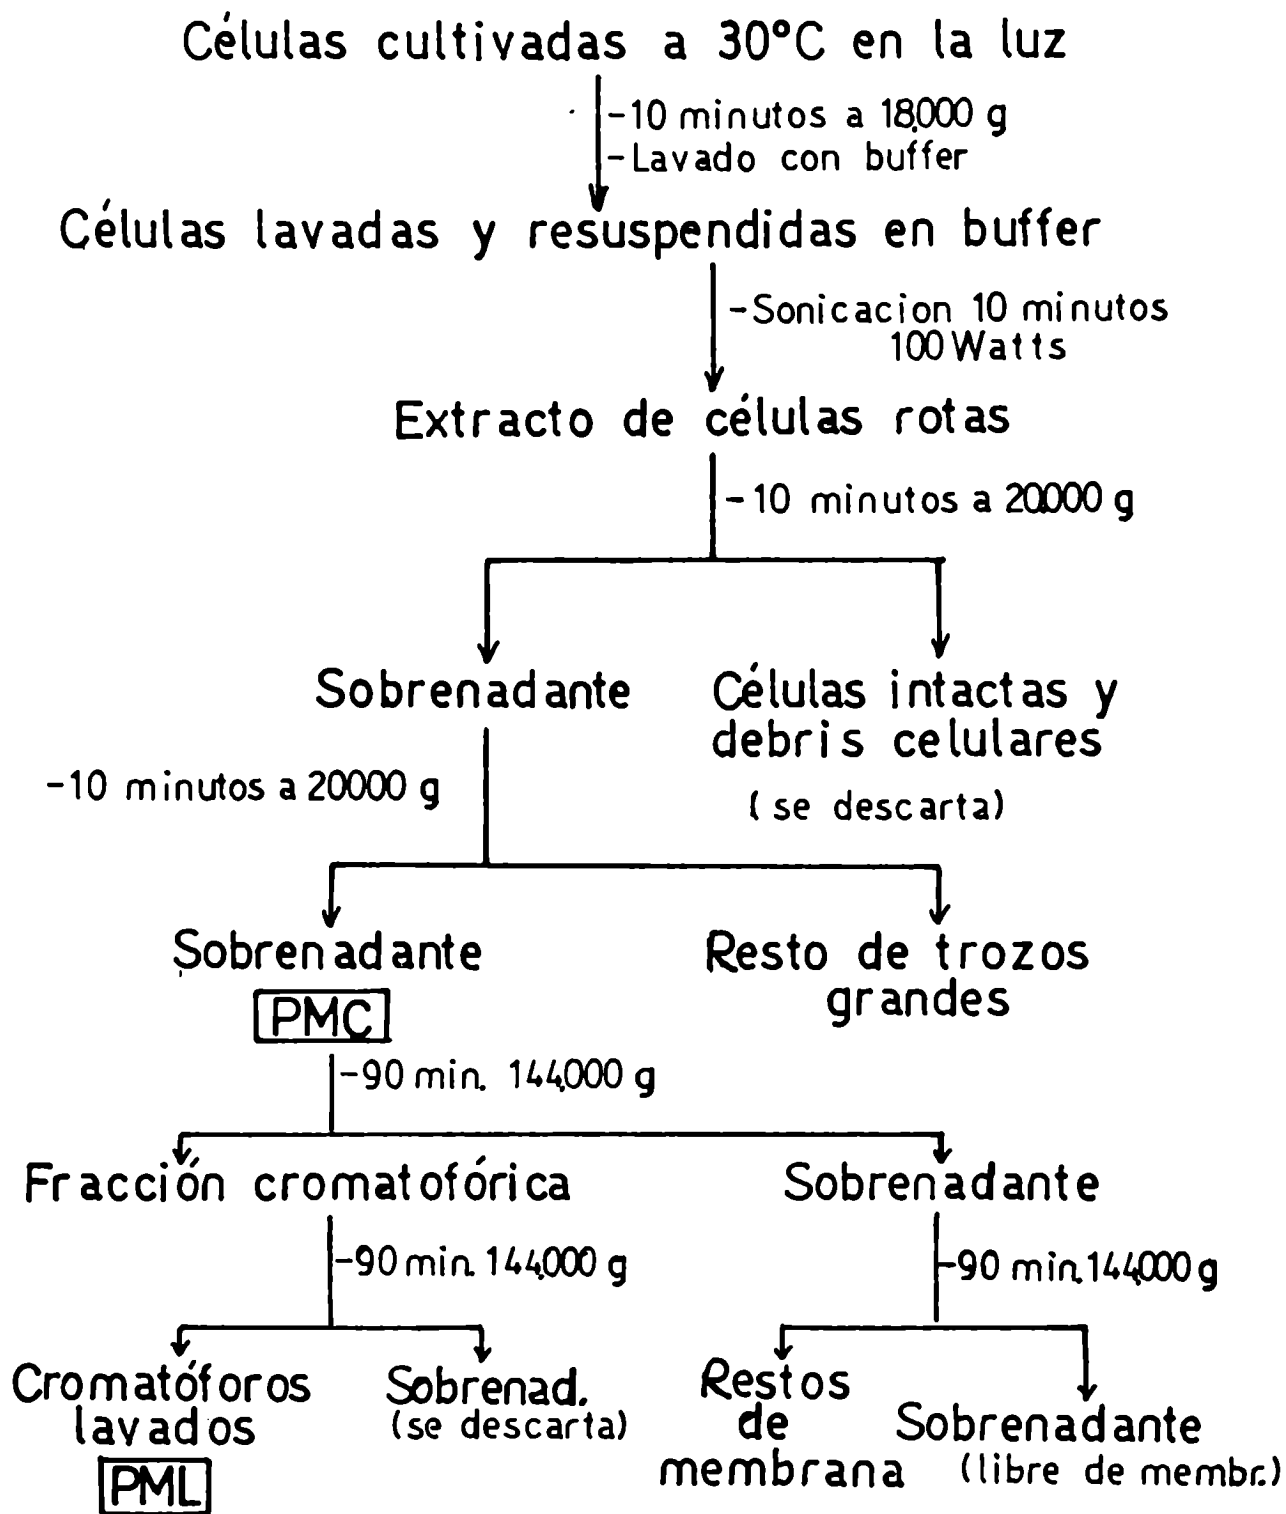 Células cultivadas a 30°C en la luz
-10 minutos a 18,000 g
-Lavado con buffer
Células lavadas y resuspendidas en buffer
-Sonicacion 10 minutos
100 Watts
Extracto de células rotas
-10 minutos a 20,000 g
Sobrenadante
Células intactas y
debris celulares
(se descarta)
-10 minutos a 20000 g
Sobrenadante
PMC
Resto de trozos
grandes
-90 min. 144,000 g
Fracción cromatofórica
Sobrenadante
-90 min. 144,000 g
-90 min. 144,000 g
Cromatóforos
lavados
PML
Sobrenad.
(se descarta)
Restos
de
membrana
Sobrenadante
(libre de membr.)